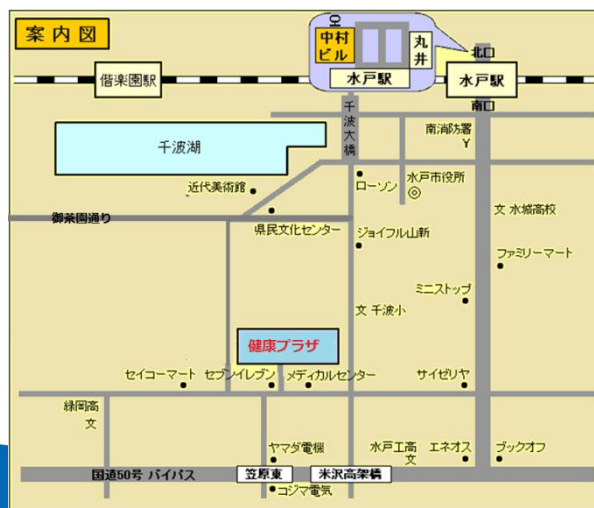 案内図
中村
ビル
丸井
水戸駅
北口
偕楽園駅
水戸駅
南口
千波大橋
南消防署
Y
千波湖
近代美術館
ローソン
水戸市役所
◎
御茶園通り
県民文化センター
文 水城高校
ジョイフル山新
ファミリーマート
ミニストップ
文 千波小
健康プラザ
セイコーマート
セブンイレブン
メディカルセンター
サイゼリヤ
緑岡高
文
ヤマダ電機
水戸工高
文
エネオス
ブックオフ
国道50号 バイパス
笠原東
米沢高架橋
コジマ電気